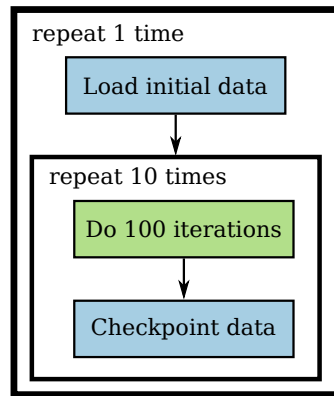 repeat 1 time
Load initial data
repeat 10 times
Do 100 iterations
Checkpoint data